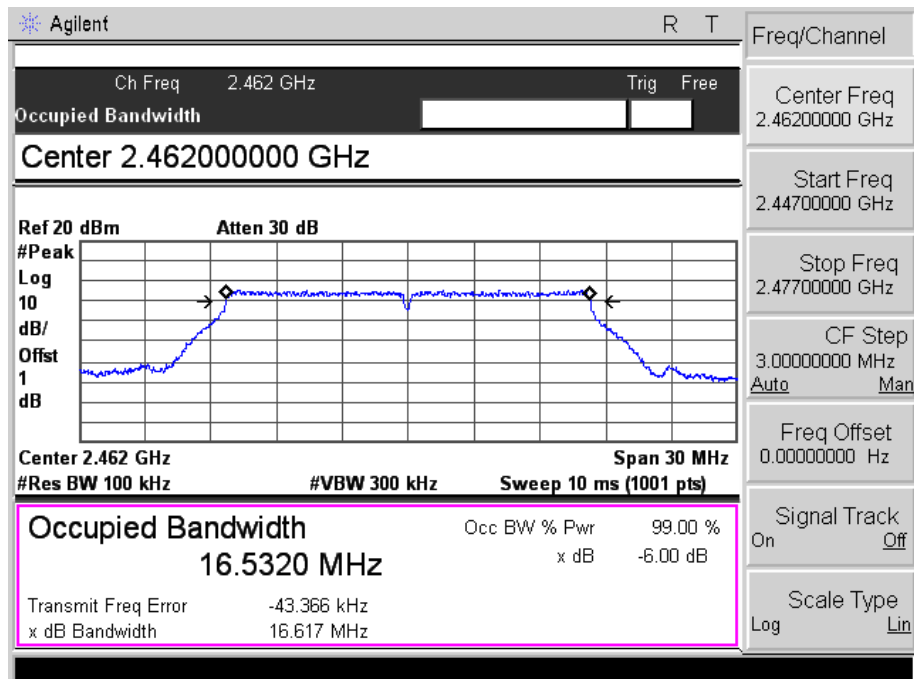 Agilent R T
Ch Freq 2.462 GHz Trig Free
Occupied Bandwidth
Center 2.462000000 GHz
Ref 20 dBm Atten 30 dB
#Peak
Log
10
dB/
Offst
1
dB
Center 2.462 GHz Span 30 MHz
#Res BW 100 kHz #VBW 300 kHz Sweep 10 ms (1001 pts)
Occupied Bandwidth
16.5320 MHz
Occ BW % Pwr 99.00 %
x dB -6.00 dB
Transmit Freq Error -43.366 kHz
x dB Bandwidth 16.617 MHz
Freq/Channel
Center Freq
2.46200000 GHz
Start Freq
2.44700000 GHz
Stop Freq
2.47700000 GHz
CF Step
3.00000000 MHz
Auto Man
Freq Offset
0.00000000 Hz
Signal Track
On Off
Scale Type
Log Lin